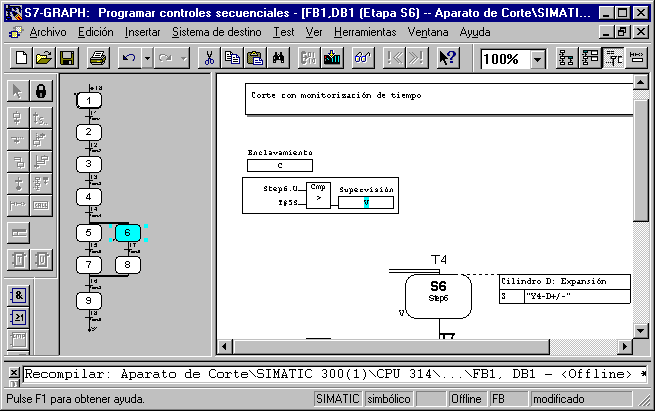 S7-GRAPH: Programar controles secuenciales - [FB1,DB1 (Etapa S6) -- Aparato de Corte\SIMATI...
Archivo Edición Insertar Sistema de destino Test Ver Herramientas Ventana Ayuda
100%
1
2
3
4
5 6
7 8
9
Corte con monitorización de tiempo
Enclavamiento
C
Step6.U
T#5S
Cmp
>
Supervisión
V
T4
S6
Step6
V
Cilindro D: Expansión
S "Y4-D+/-"
Recompilar: Aparato de Corte\SIMATIC 300(1)\CPU 314\...\FB1, DB1 - <Offline> *
Pulse F1 para obtener ayuda. SIMATIC simbólico Offline FB modificado